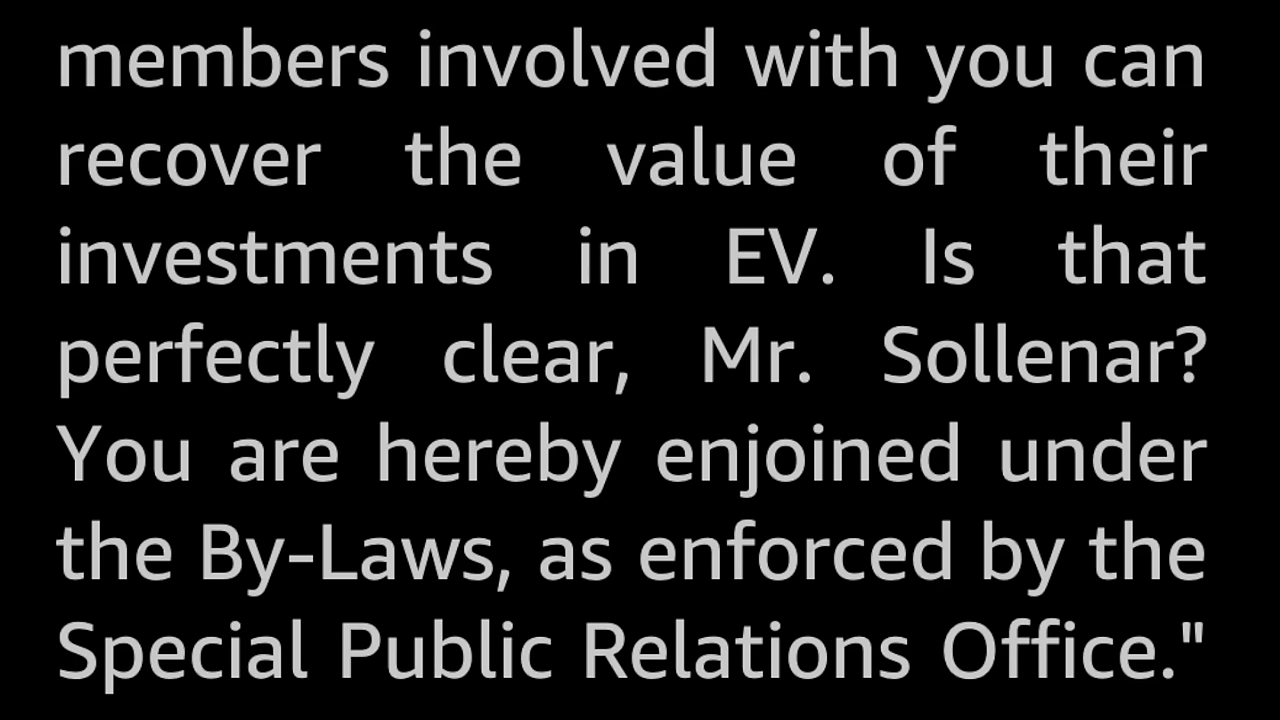 members involved with you can
recover the value of their
investments in EV. Is that
perfectly clear, Mr. Sollenar?
You are hereby enjoined under
the By-Laws, as enforced by the
Special Public Relations Office."